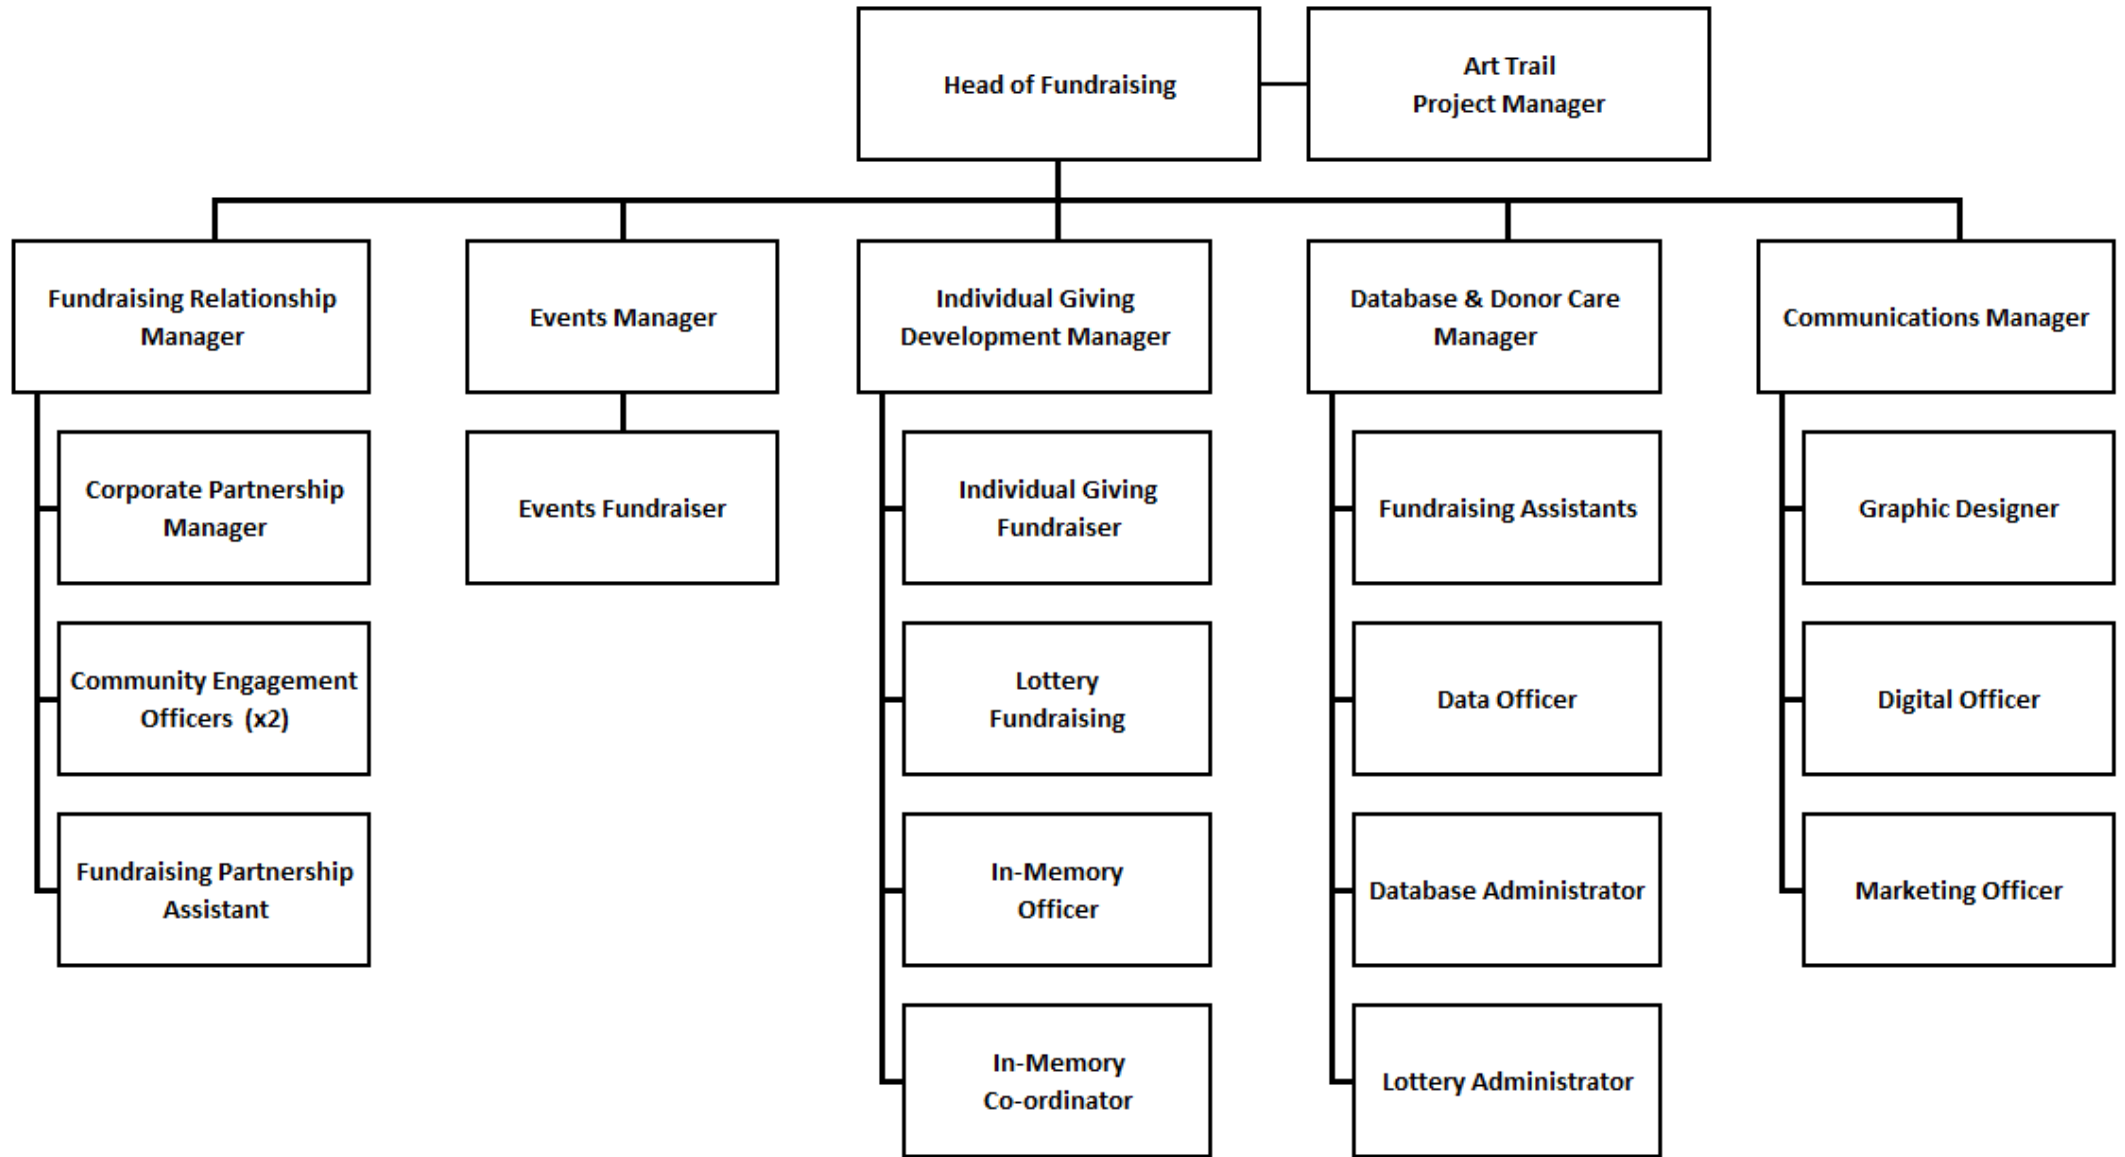 Head of Fundraising
Art Trail
Project Manager
Fundraising Relationship
Manager
Events Manager
Individual Giving
Development Manager
Database & Donor Care
Manager
Communications Manager
Corporate Partnership
Manager
Events Fundraiser
Individual Giving
Fundraiser
Fundraising Assistants
Graphic Designer
Community Engagement
Officers  (x2)
Lottery
Fundraising
Data Officer
Digital Officer
Fundraising Partnership
Assistant
In-Memory
Officer
Database Administrator
Marketing Officer
In-Memory
Co-ordinator
Lottery Administrator